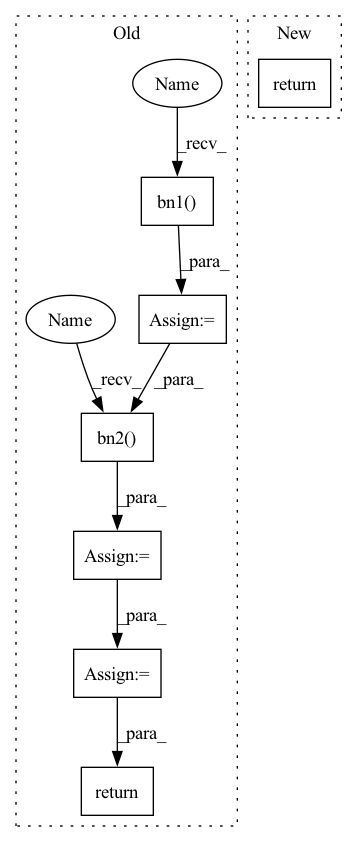 Old
New
Name
return
_recv_
bn1()
_para_
Name
Assign:=
_recv_
_para_
bn2()
_para_
Assign:=
_para_
Assign:=
_para_
return